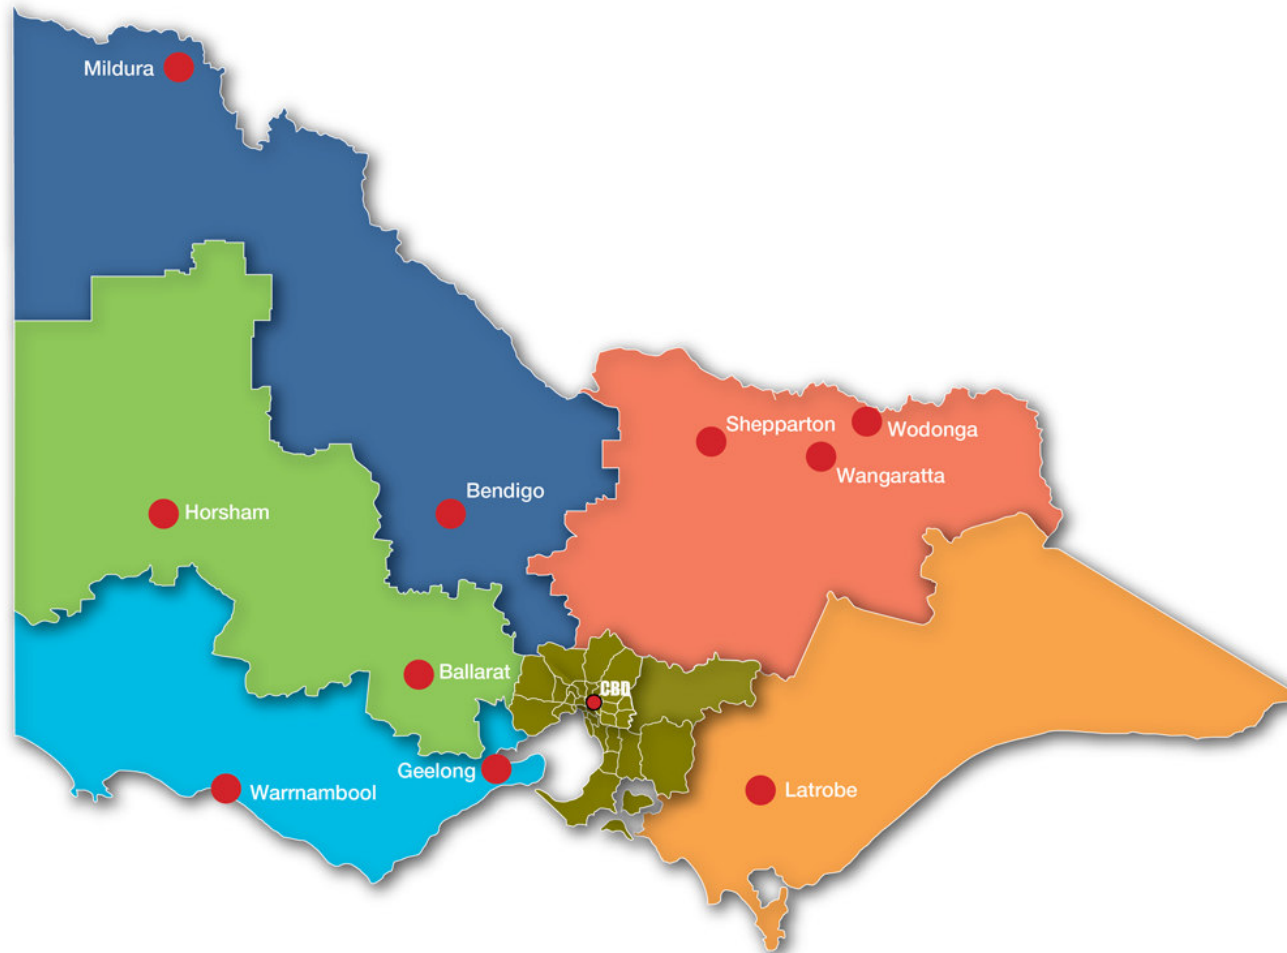 Mildura
Shepparton
Wodonga
Wangaratta
Bendigo
Horsham
Ballarat
CBD
Geelong
Warrnambool
Latrobe